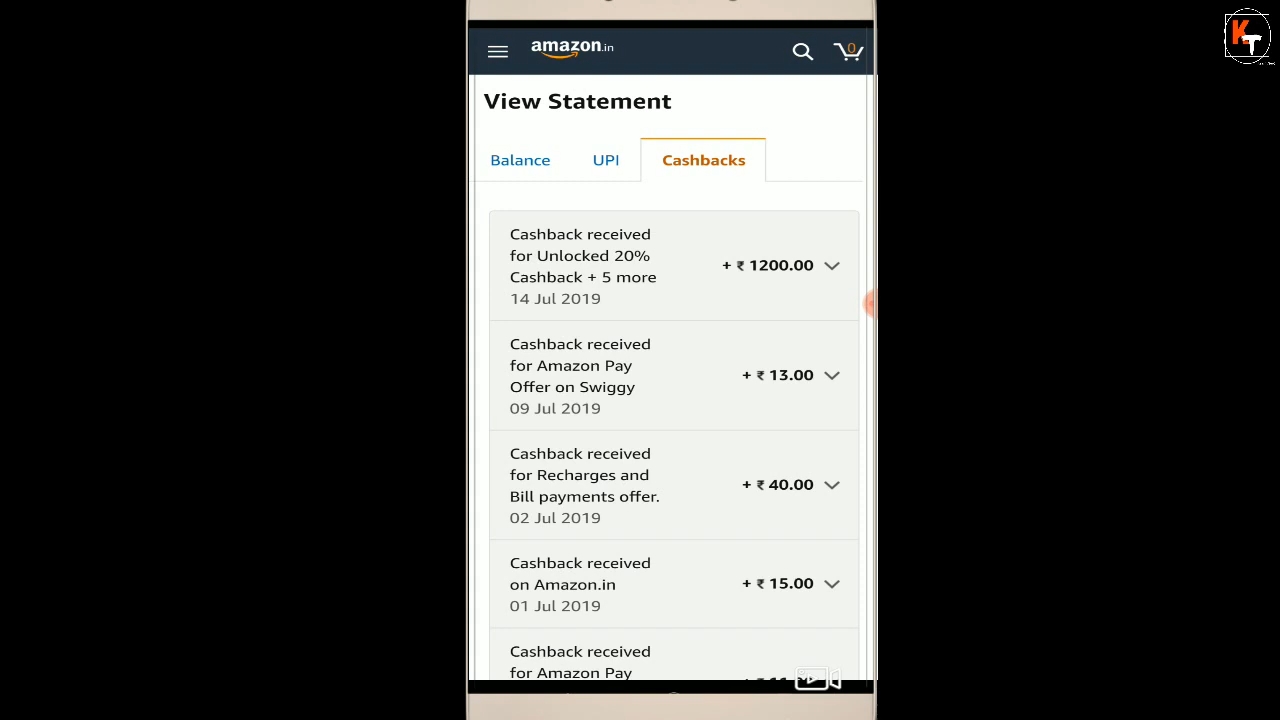 KT
amazon.in
0
View Statement
Balance
UPI
Cashbacks
Cashback received
for Unlocked 20%
Cashback + 5 more
14 Jul 2019
+ ₹ 1200.00
Cashback received
for Amazon Pay
Offer on Swiggy
09 Jul 2019
+ ₹ 13.00
Cashback received
for Recharges and
Bill payments offer.
02 Jul 2019
+ ₹ 40.00
Cashback received
on Amazon.in
01 Jul 2019
+ ₹ 15.00
Cashback received
for Amazon Pay